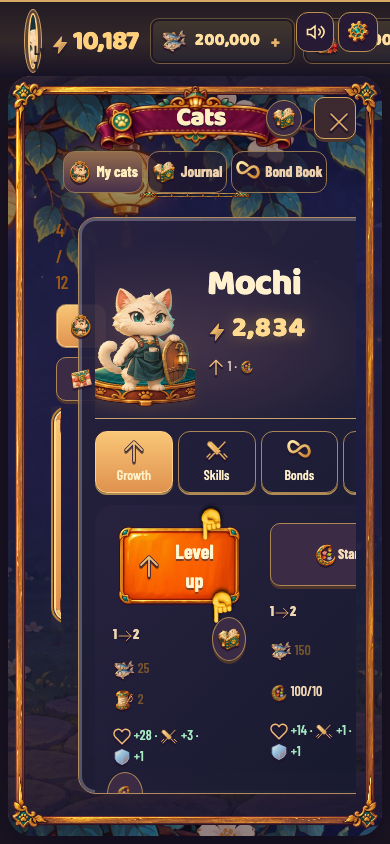 10,187
200,000 +
Cats
My cats
Journal
Bond Book
4
/
12
Mochi
2,834
1 ·
Growth
Skills
Bonds
Level
up
1→2
25
2
+28 · +3 ·
+1
1→2
150
100/10
+14 · +1 ·
+1